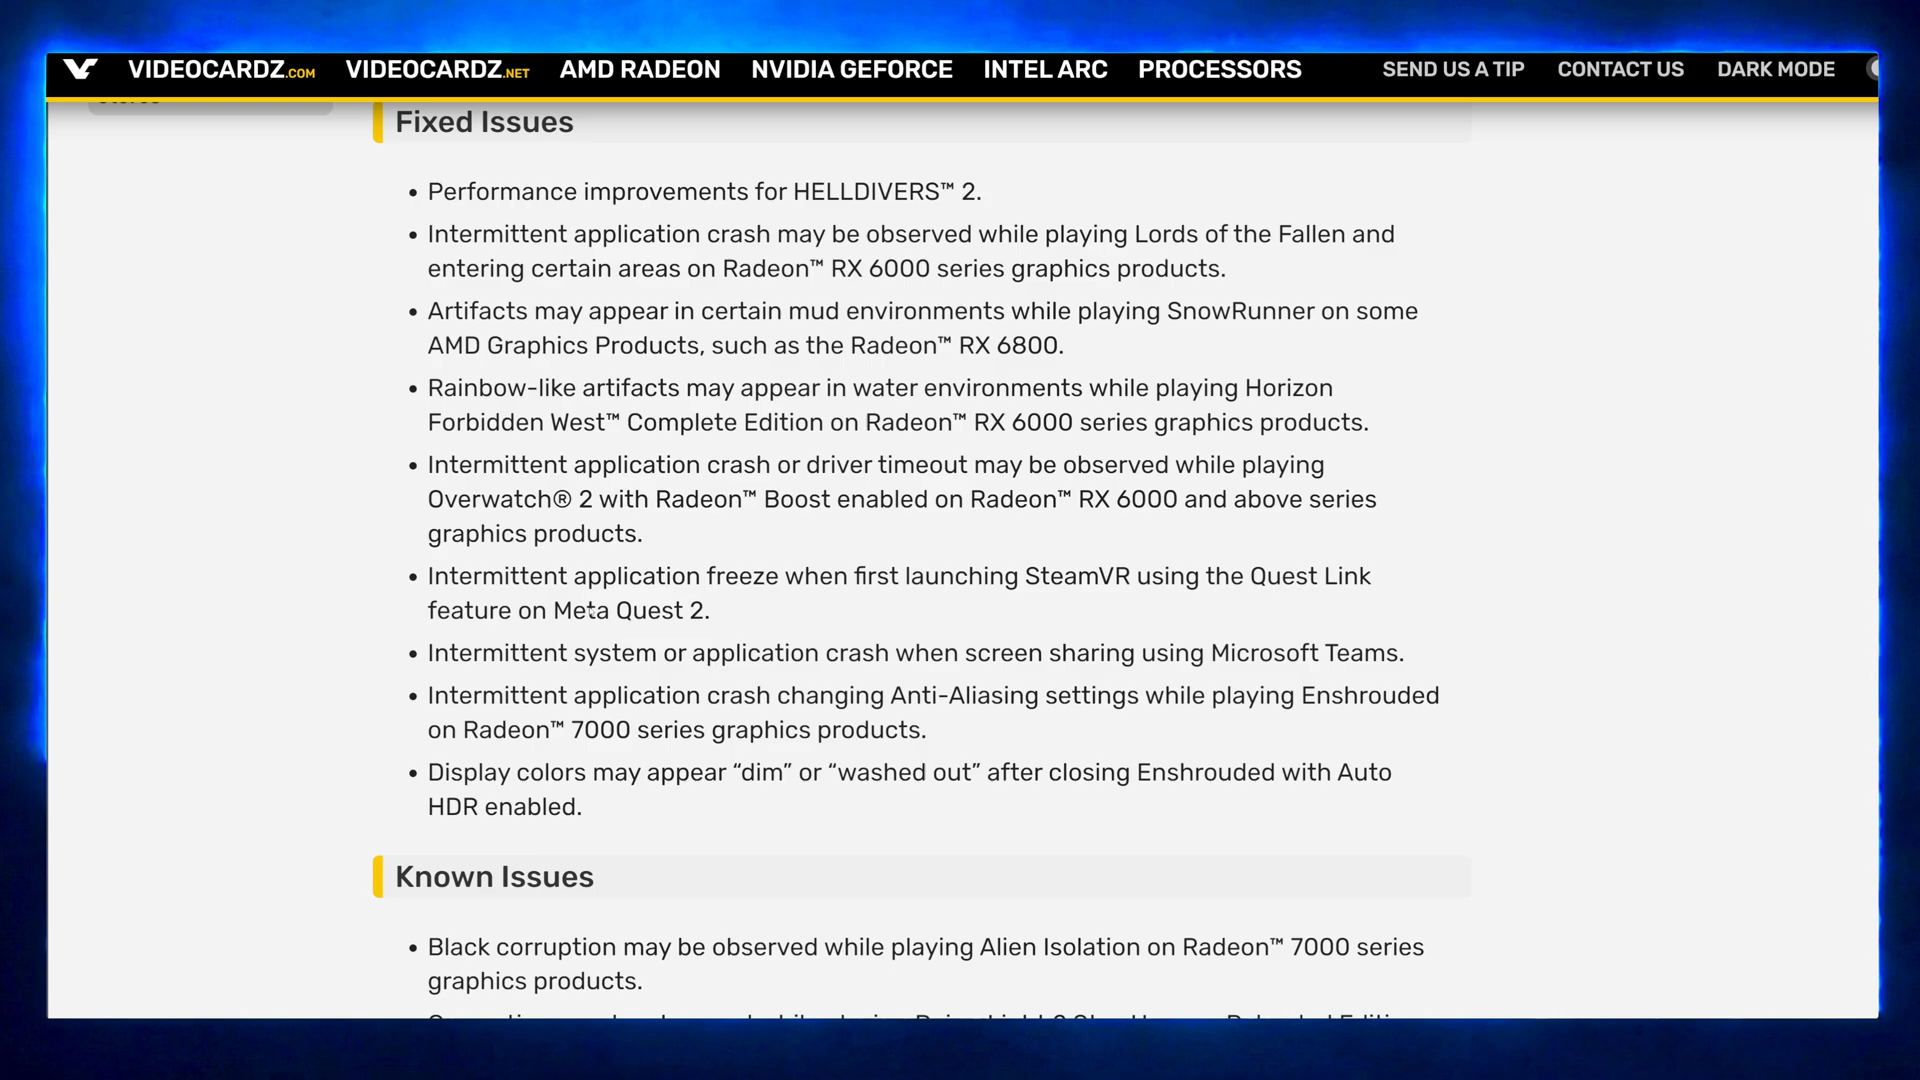 VIDEOCARDZ.COM VIDEOCARDZ.NET AMD RADEON NVIDIA GEFORCE INTEL ARC PROCESSORS SEND US A TIP CONTACT US DARK MODE
Fixed Issues
• Performance improvements for HELLDIVERS™ 2.
• Intermittent application crash may be observed while playing Lords of the Fallen and
entering certain areas on Radeon™ RX 6000 series graphics products.
• Artifacts may appear in certain mud environments while playing SnowRunner on some
AMD Graphics Products, such as the Radeon™ RX 6800.
• Rainbow-like artifacts may appear in water environments while playing Horizon
Forbidden West™ Complete Edition on Radeon™ RX 6000 series graphics products.
• Intermittent application crash or driver timeout may be observed while playing
Overwatch® 2 with Radeon™ Boost enabled on Radeon™ RX 6000 and above series
graphics products.
• Intermittent application freeze when first launching SteamVR using the Quest Link
feature on Meta Quest 2.
• Intermittent system or application crash when screen sharing using Microsoft Teams.
• Intermittent application crash changing Anti-Aliasing settings while playing Enshrouded
on Radeon™ 7000 series graphics products.
• Display colors may appear “dim” or “washed out” after closing Enshrouded with Auto
HDR enabled.
Known Issues
• Black corruption may be observed while playing Alien Isolation on Radeon™ 7000 series
graphics products.